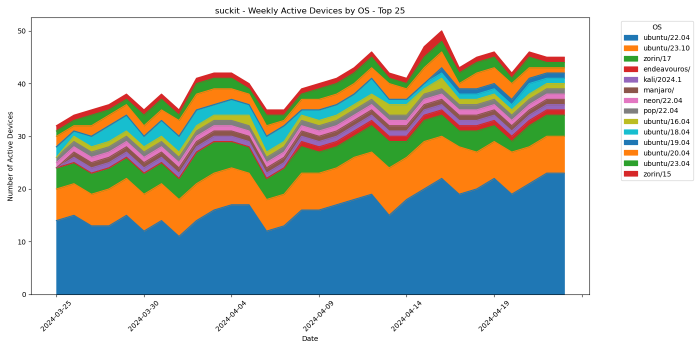 suckit - Weekly Active Devices by OS - Top 25
50
40
30
20
10
0
Number of Active Devices
2024-03-25
2024-03-30
2024-04-04
2024-04-09
2024-04-14
2024-04-19
Date
OS
ubuntu/22.04
ubuntu/23.10
zorin/17
endeavouros/
kali/2024.1
manjaro/
neon/22.04
pop/22.04
ubuntu/16.04
ubuntu/18.04
ubuntu/19.04
ubuntu/20.04
ubuntu/23.04
zorin/15